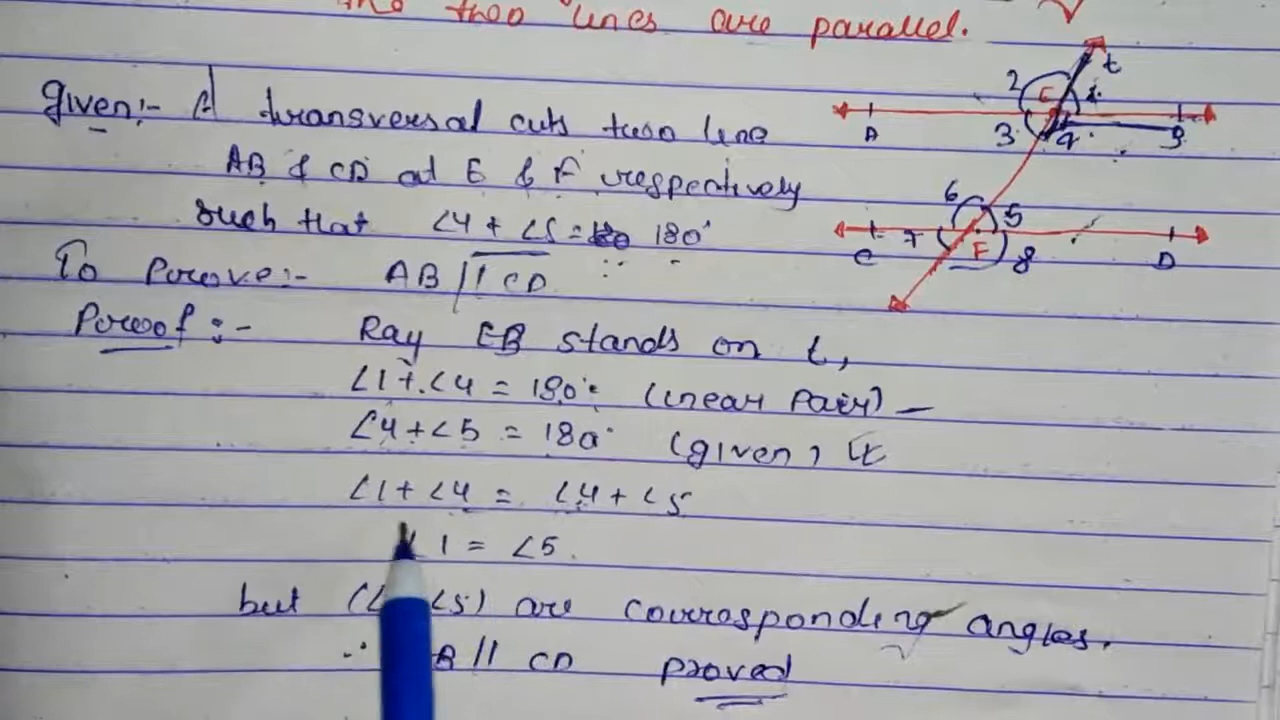 two lines are parallel.
given:- A transversal cuts two line
AB & CD at E & F respectively
such that ∠4 + ∠5 = 180°
To Prove:- AB // CD
Proof :- Ray EB stands on t,
∠1 + ∠4 = 180° (linear Pair) -
∠4 + ∠5 = 180° (given)
∠1 + ∠4 = ∠4 + ∠5
1 = ∠5.
but ( ∠5) are corresponding angles.
∴ B // CD proved
t
2 E 1
A 3 4 B
6 5
C 7 F 8 D